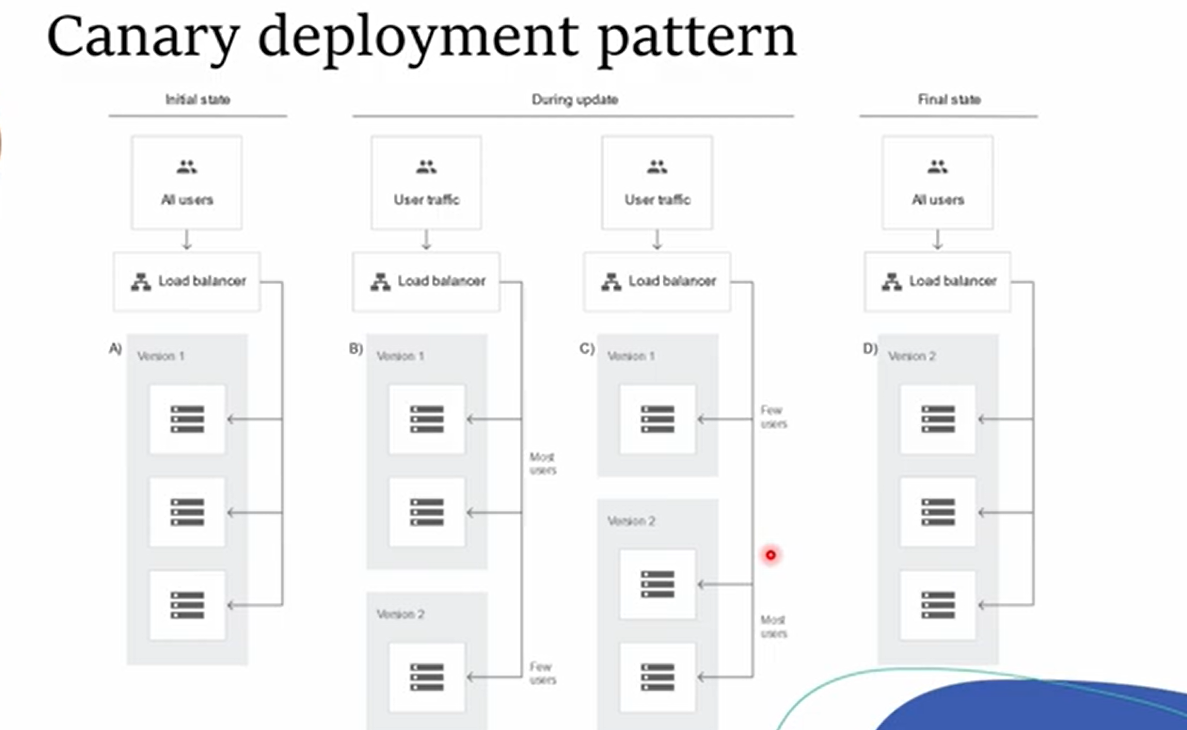 Canary deployment pattern
Initial state
During update
Final state
All users
User traffic
User traffic
All users
Load balancer
Load balancer
Load balancer
Load balancer
A)
Version 1
B)
Version 1
Most
users
Version 2
Few
users
C)
Version 1
Few
users
Version 2
Most
users
D)
Version 2